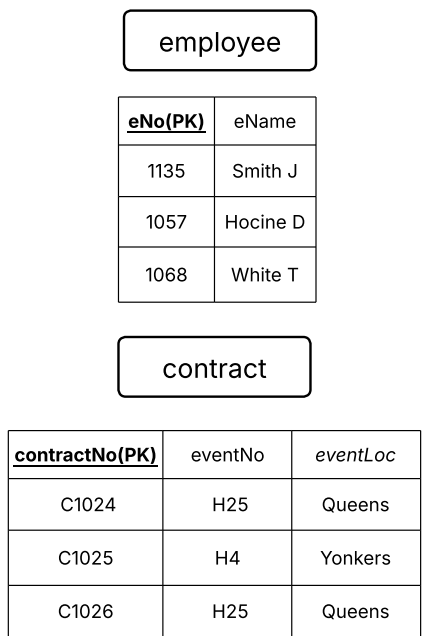 employee
eNo(PK) eName
1135 Smith J
1057 Hocine D
1068 White T
contract
contractNo(PK) eventNo eventLoc
C1024 H25 Queens
C1025 H4 Yonkers
C1026 H25 Queens